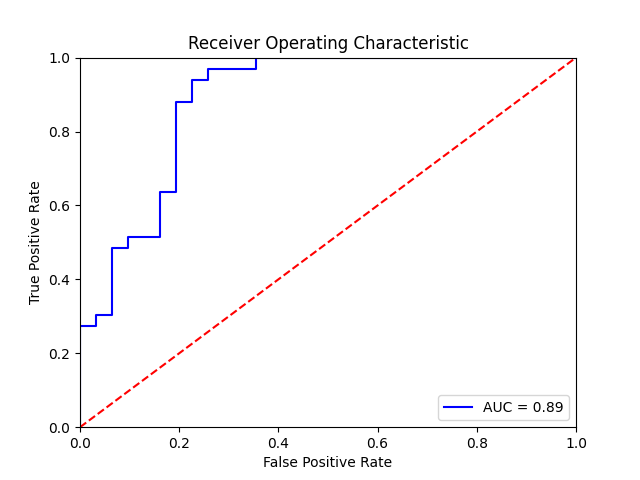 Receiver Operating Characteristic
True Positive Rate
1.0
0.8
0.6
0.4
0.2
0.0
AUC = 0.89
0.0 0.2 0.4 0.6 0.8 1.0
False Positive Rate